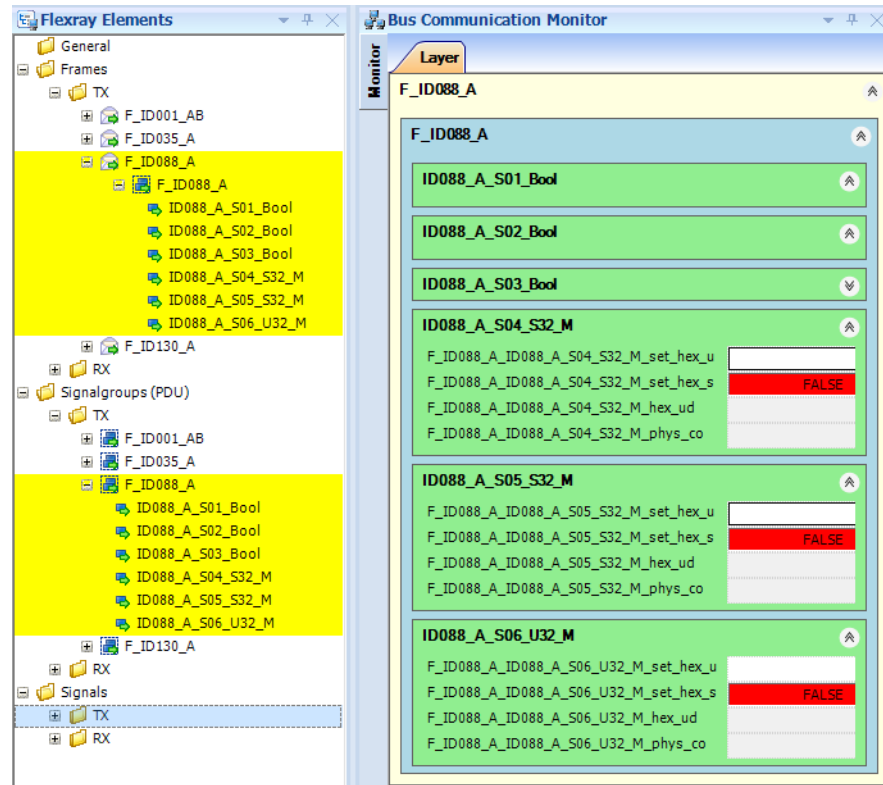 Flexray Elements
General
Frames
TX
F_ID001_AB
F_ID035_A
F_ID088_A
F_ID088_A
ID088_A_S01_Bool
ID088_A_S02_Bool
ID088_A_S03_Bool
ID088_A_S04_S32_M
ID088_A_S05_S32_M
ID088_A_S06_U32_M
F_ID130_A
RX
Signalgroups (PDU)
TX
F_ID001_AB
F_ID035_A
F_ID088_A
ID088_A_S01_Bool
ID088_A_S02_Bool
ID088_A_S03_Bool
ID088_A_S04_S32_M
ID088_A_S05_S32_M
ID088_A_S06_U32_M
F_ID130_A
RX
Signals
TX
RX
Bus Communication Monitor
Monitor
Layer
F_ID088_A
F_ID088_A
ID088_A_S01_Bool
ID088_A_S02_Bool
ID088_A_S03_Bool
ID088_A_S04_S32_M
F_ID088_A_ID088_A_S04_S32_M_set_hex_u
F_ID088_A_ID088_A_S04_S32_M_set_hex_s FALSE
F_ID088_A_ID088_A_S04_S32_M_hex_ud
F_ID088_A_ID088_A_S04_S32_M_phys_co
ID088_A_S05_S32_M
F_ID088_A_ID088_A_S05_S32_M_set_hex_u
F_ID088_A_ID088_A_S05_S32_M_set_hex_s FALSE
F_ID088_A_ID088_A_S05_S32_M_hex_ud
F_ID088_A_ID088_A_S05_S32_M_phys_co
ID088_A_S06_U32_M
F_ID088_A_ID088_A_S06_U32_M_set_hex_u
F_ID088_A_ID088_A_S06_U32_M_set_hex_s FALSE
F_ID088_A_ID088_A_S06_U32_M_hex_ud
F_ID088_A_ID088_A_S06_U32_M_phys_co